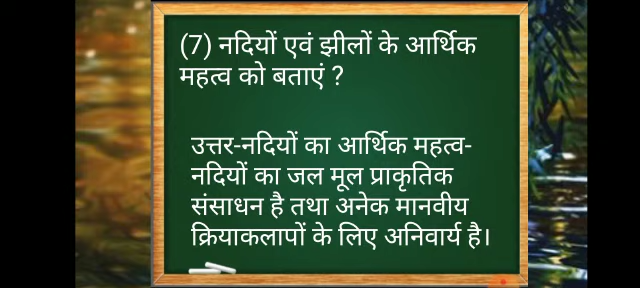 (7) नदियों एवं झीलों के आर्थिक
महत्व को बताएं ?
उत्तर-नदियों का आर्थिक महत्व-
नदियों का जल मूल प्राकृतिक
संसाधन है तथा अनेक मानवीय
क्रियाकलापों के लिए अनिवार्य है।